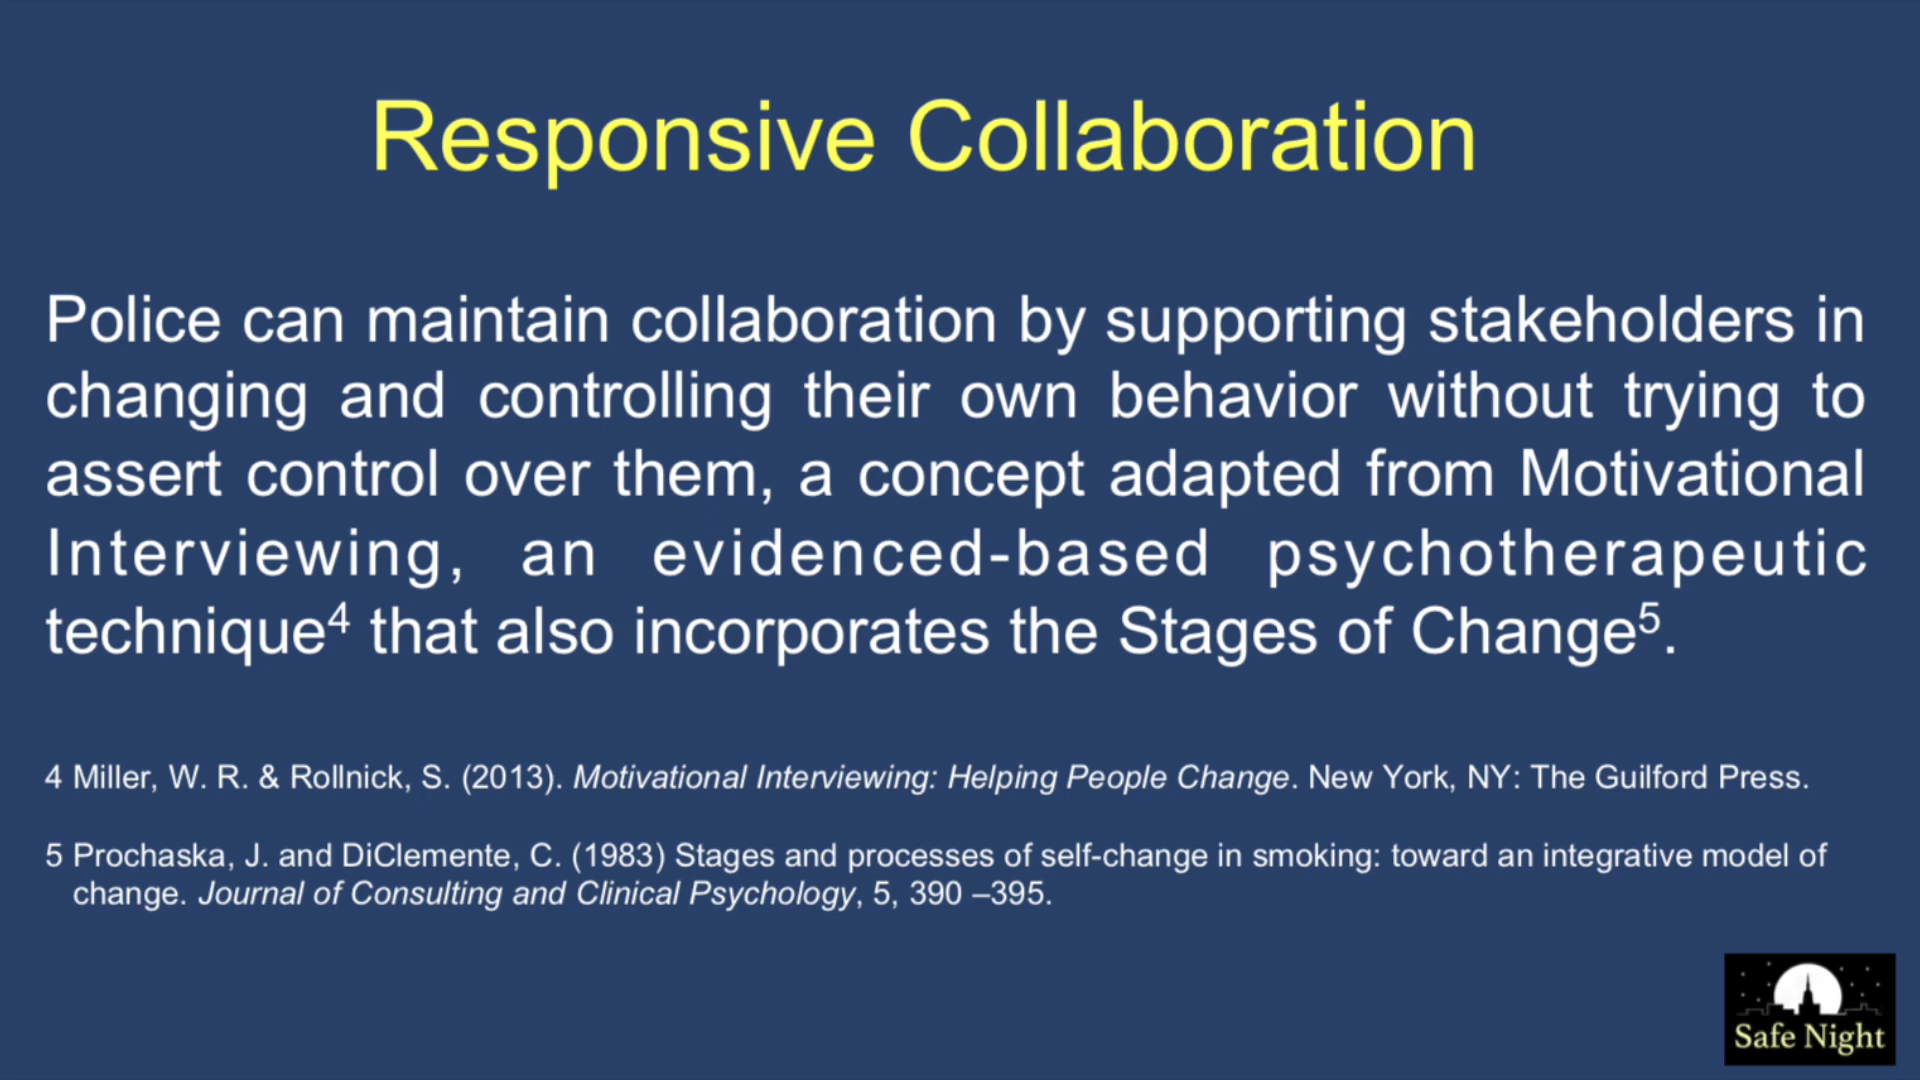 Responsive Collaboration
Police can maintain collaboration by supporting stakeholders in
changing and controlling their own behavior without trying to
assert control over them, a concept adapted from Motivational
Interviewing, an evidenced-based psychotherapeutic
technique⁴ that also incorporates the Stages of Change⁵.
4 Miller, W. R. & Rollnick, S. (2013). Motivational Interviewing: Helping People Change. New York, NY: The Guilford Press.
5 Prochaska, J. and DiClemente, C. (1983) Stages and processes of self-change in smoking: toward an integrative model of
change. Journal of Consulting and Clinical Psychology, 5, 390 –395.
Safe Night